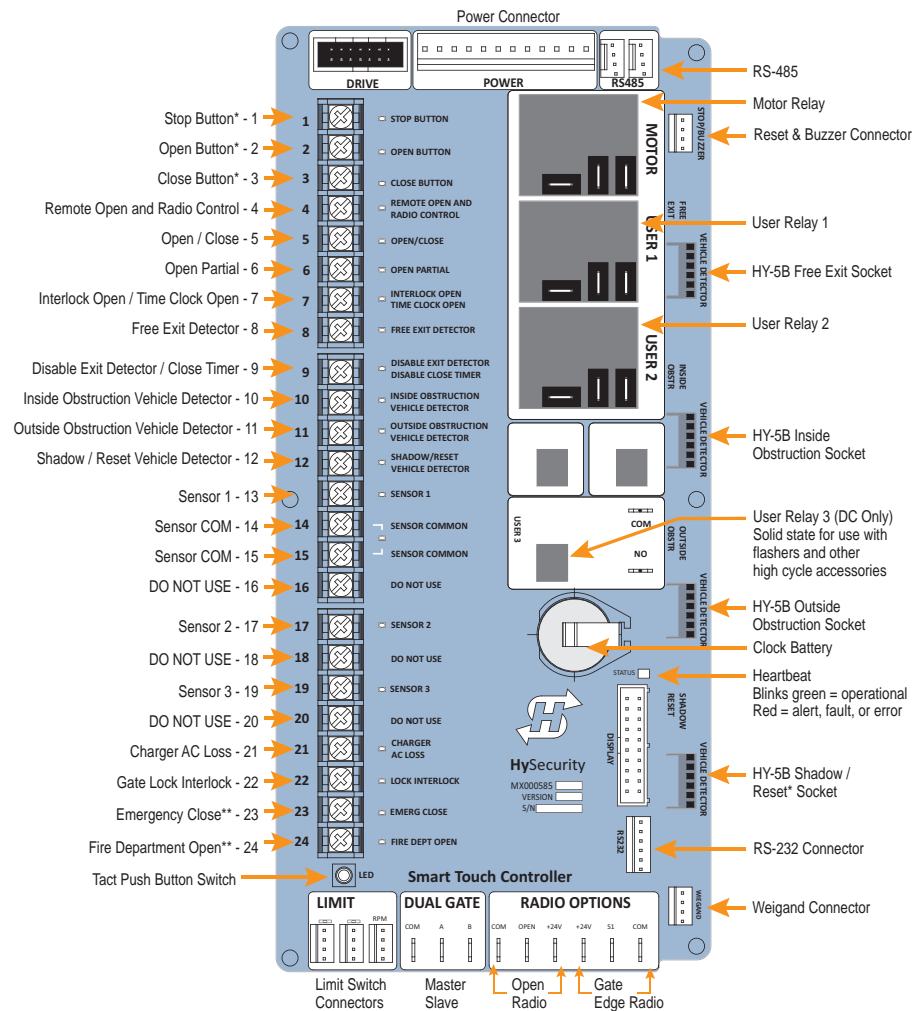 Power Connector
DRIVE
POWER
RS485
RS-485
Motor Relay
Reset & Buzzer Connector
User Relay 1
HY-5B Free Exit Socket
User Relay 2
HY-5B Inside
Obstruction Socket
User Relay 3 (DC Only)
Solid state for use with
flashers and other
high cycle accessories
HY-5B Outside
Obstruction Socket
Clock Battery
Heartbeat
Blinks green = operational
Red = alert, fault, or error
HY-5B Shadow /
Reset* Socket
RS-232 Connector
Weigand Connector
Stop Button* - 1
Open Button* - 2
Close Button* - 3
Remote Open and Radio Control - 4
Open / Close - 5
Open Partial - 6
Interlock Open / Time Clock Open - 7
Free Exit Detector - 8
Disable Exit Detector / Close Timer - 9
Inside Obstruction Vehicle Detector - 10
Outside Obstruction Vehicle Detector - 11
Shadow / Reset Vehicle Detector - 12
Sensor 1 - 13
Sensor COM - 14
Sensor COM - 15
DO NOT USE - 16
Sensor 2 - 17
DO NOT USE - 18
Sensor 3 - 19
DO NOT USE - 20
Charger AC Loss - 21
Gate Lock Interlock - 22
Emergency Close** - 23
Fire Department Open** - 24
Tact Push Button Switch
1 STOP BUTTON
2 OPEN BUTTON
3 CLOSE BUTTON
4 REMOTE OPEN AND
RADIO CONTROL
5 OPEN/CLOSE
6 OPEN PARTIAL
7 INTERLOCK OPEN
TIME CLOCK OPEN
8 FREE EXIT DETECTOR
9 DISABLE EXIT DETECTOR
DISABLE CLOSE TIMER
10 INSIDE OBSTRUCTION
VEHICLE DETECTOR
11 OUTSIDE OBSTRUCTION
VEHICLE DETECTOR
12 SHADOW/RESET
VEHICLE DETECTOR
SENSOR 1
14 SENSOR COMMON
15 SENSOR COMMON
16 DO NOT USE
17 SENSOR 2
18 DO NOT USE
19 SENSOR 3
20 DO NOT USE
21 CHARGER
AC LOSS
22 LOCK INTERLOCK
23 EMERG CLOSE
24 FIRE DEPT OPEN
LED
MOTOR
USER 1
USER 2
USER 3
COM
NO
STOP/BUZZER
FREE
EXIT
VEHICLE DETECTOR
INSIDE
OBSTR
VEHICLE DETECTOR
OUTSIDE
OBSTR
VEHICLE DETECTOR
STATUS
SHADOW
RESET
VEHICLE DETECTOR
DISPLAY
RS232
WIEGAND
HySecurity
MX000585
VERSION
S/N
Smart Touch Controller
LIMIT
RPM
DUAL GATE
COM A B
RADIO OPTIONS
COM OPEN +24V +24V S1 COM
Limit Switch
Connectors
Master
Slave
Open
Radio
Gate
Edge Radio